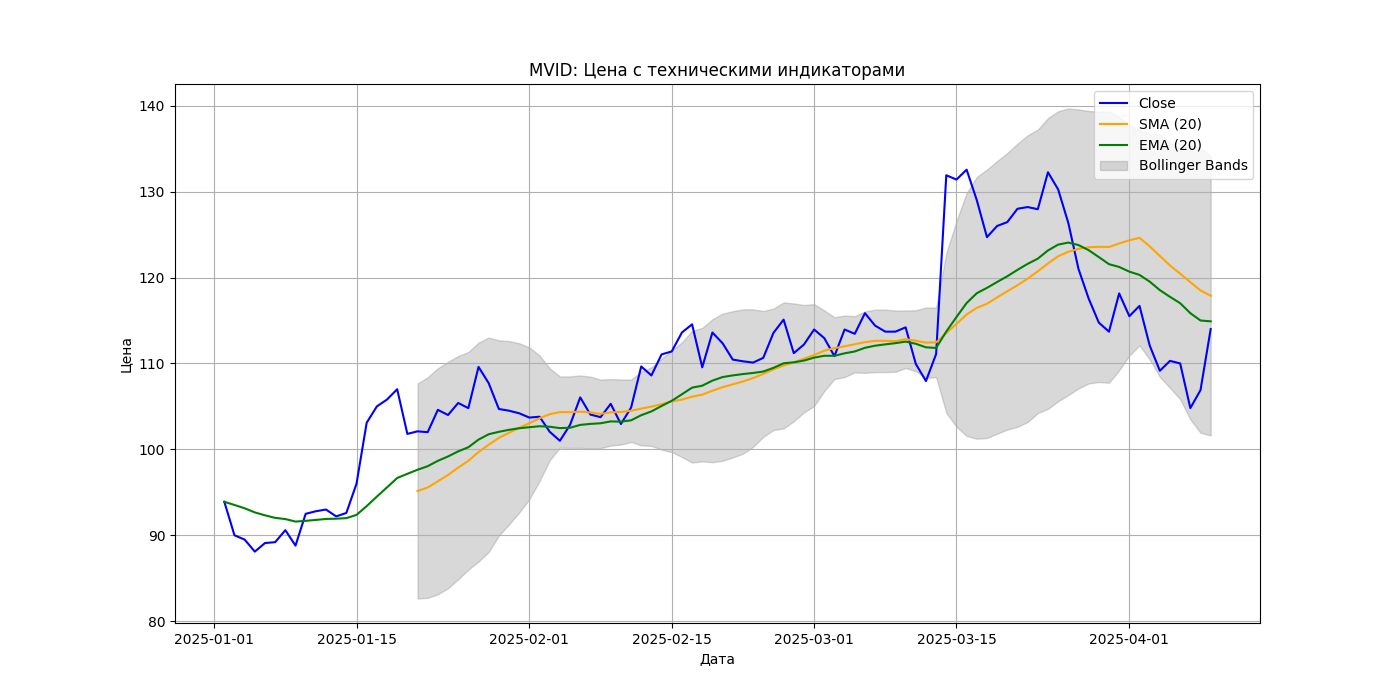 MVID: Цена с техническими индикаторами
Close
SMA (20)
EMA (20)
Bollinger Bands
140
130
120
110
100
90
80
Цена
2025-01-01 2025-01-15 2025-02-01 2025-02-15 2025-03-01 2025-03-15 2025-04-01
Дата